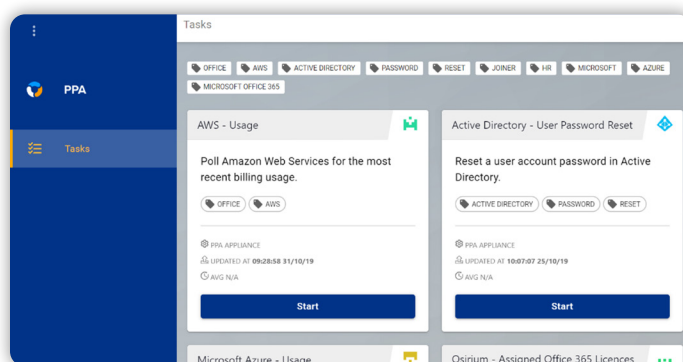 Tasks
PPA
Tasks
OFFICE AWS ACTIVE DIRECTORY PASSWORD RESET JOINER HR MICROSOFT AZURE
MICROSOFT OFFICE 365
AWS - Usage
Poll Amazon Web Services for the most
recent billing usage.
OFFICE AWS
PPA APPLIANCE
UPDATED AT 09:28:58 31/10/19
AVG N/A
Start
Active Directory - User Password Reset
Reset a user account password in Active
Directory.
ACTIVE DIRECTORY PASSWORD RESET
PPA APPLIANCE
UPDATED AT 10:07:07 25/10/19
AVG N/A
Start
Microsoft Azure - Usage
Osirium - Assigned Office 365 Licences